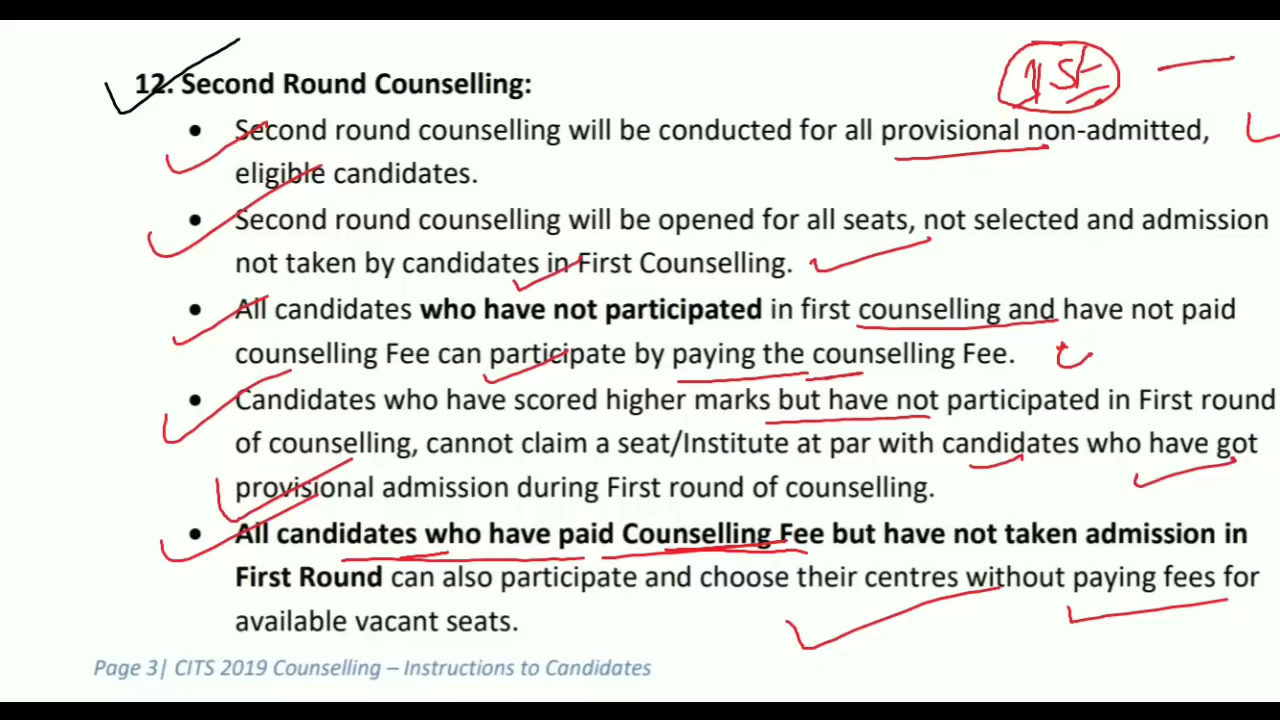 1st
12. Second Round Counselling:
• Second round counselling will be conducted for all provisional non-admitted,
eligible candidates.
• Second round counselling will be opened for all seats, not selected and admission
not taken by candidates in First Counselling.
• All candidates who have not participated in first counselling and have not paid
counselling Fee can participate by paying the counselling Fee.
• Candidates who have scored higher marks but have not participated in First round
of counselling, cannot claim a seat/Institute at par with candidates who have got
provisional admission during First round of counselling.
• All candidates who have paid Counselling Fee but have not taken admission in
First Round can also participate and choose their centres without paying fees for
available vacant seats.
Page 3| CITS 2019 Counselling – Instructions to Candidates